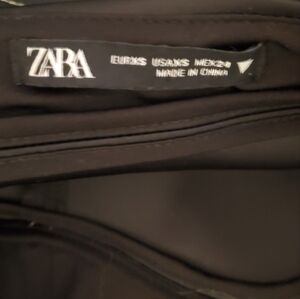 ZARA
EUR XS USA XS MEX 24
MADE IN CHINA